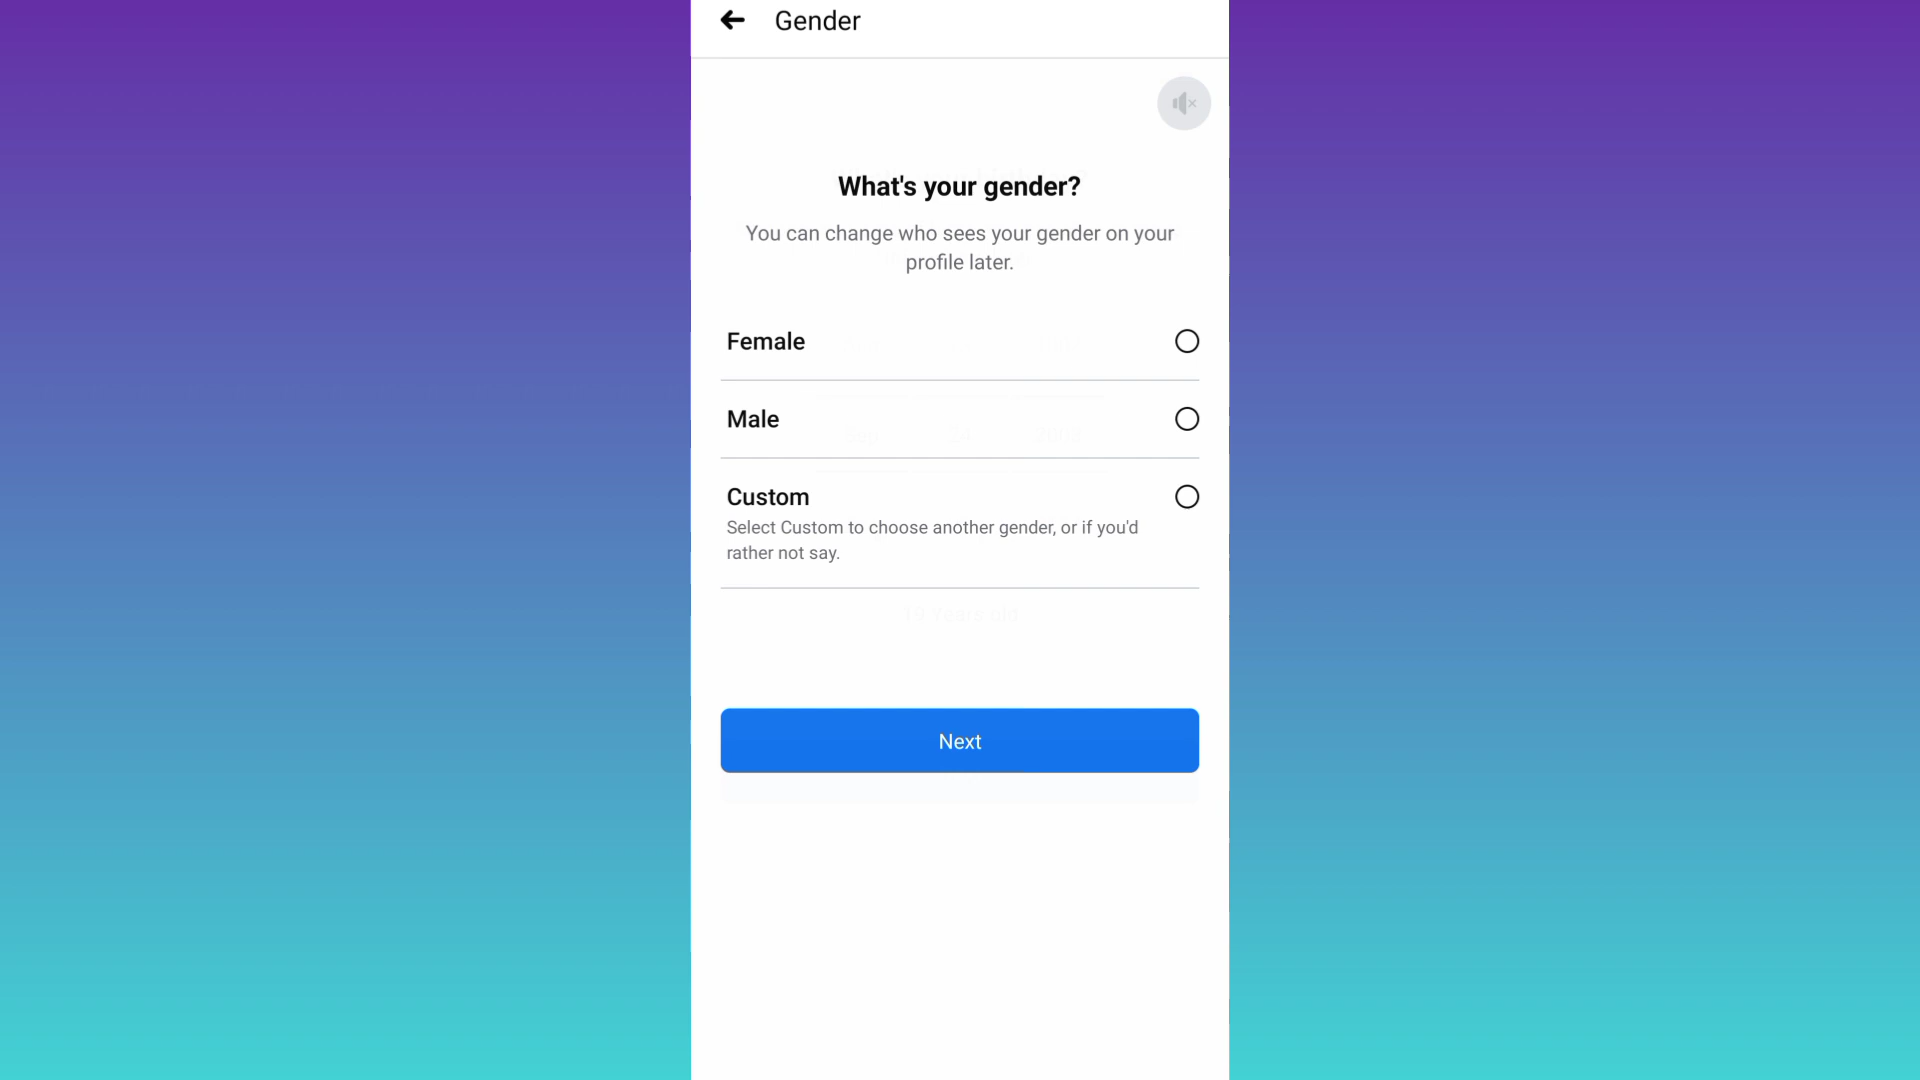 Gender
What's your gender?
You can change who sees your gender on your
profile later.
Female
Male
Custom
Select Custom to choose another gender, or if you'd
rather not say.
Next